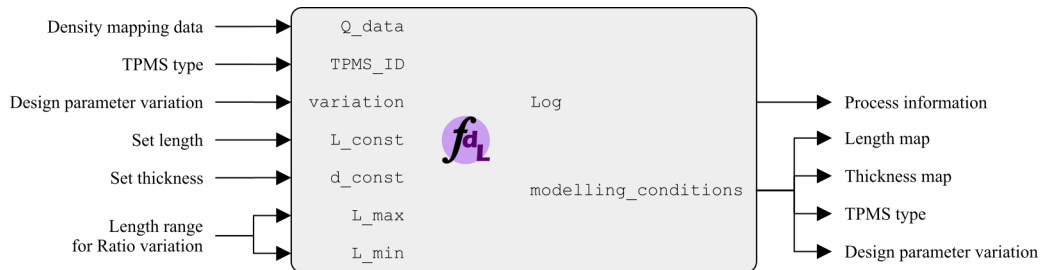 Density mapping data
TPMS type
Design parameter variation
Set length
Set thickness
Length range
for Ratio variation
Q_data
TPMS_ID
variation
L_const
d_const
L_max
L_min
fdL
Log
modelling_conditions
Process information
Length map
Thickness map
TPMS type
Design parameter variation